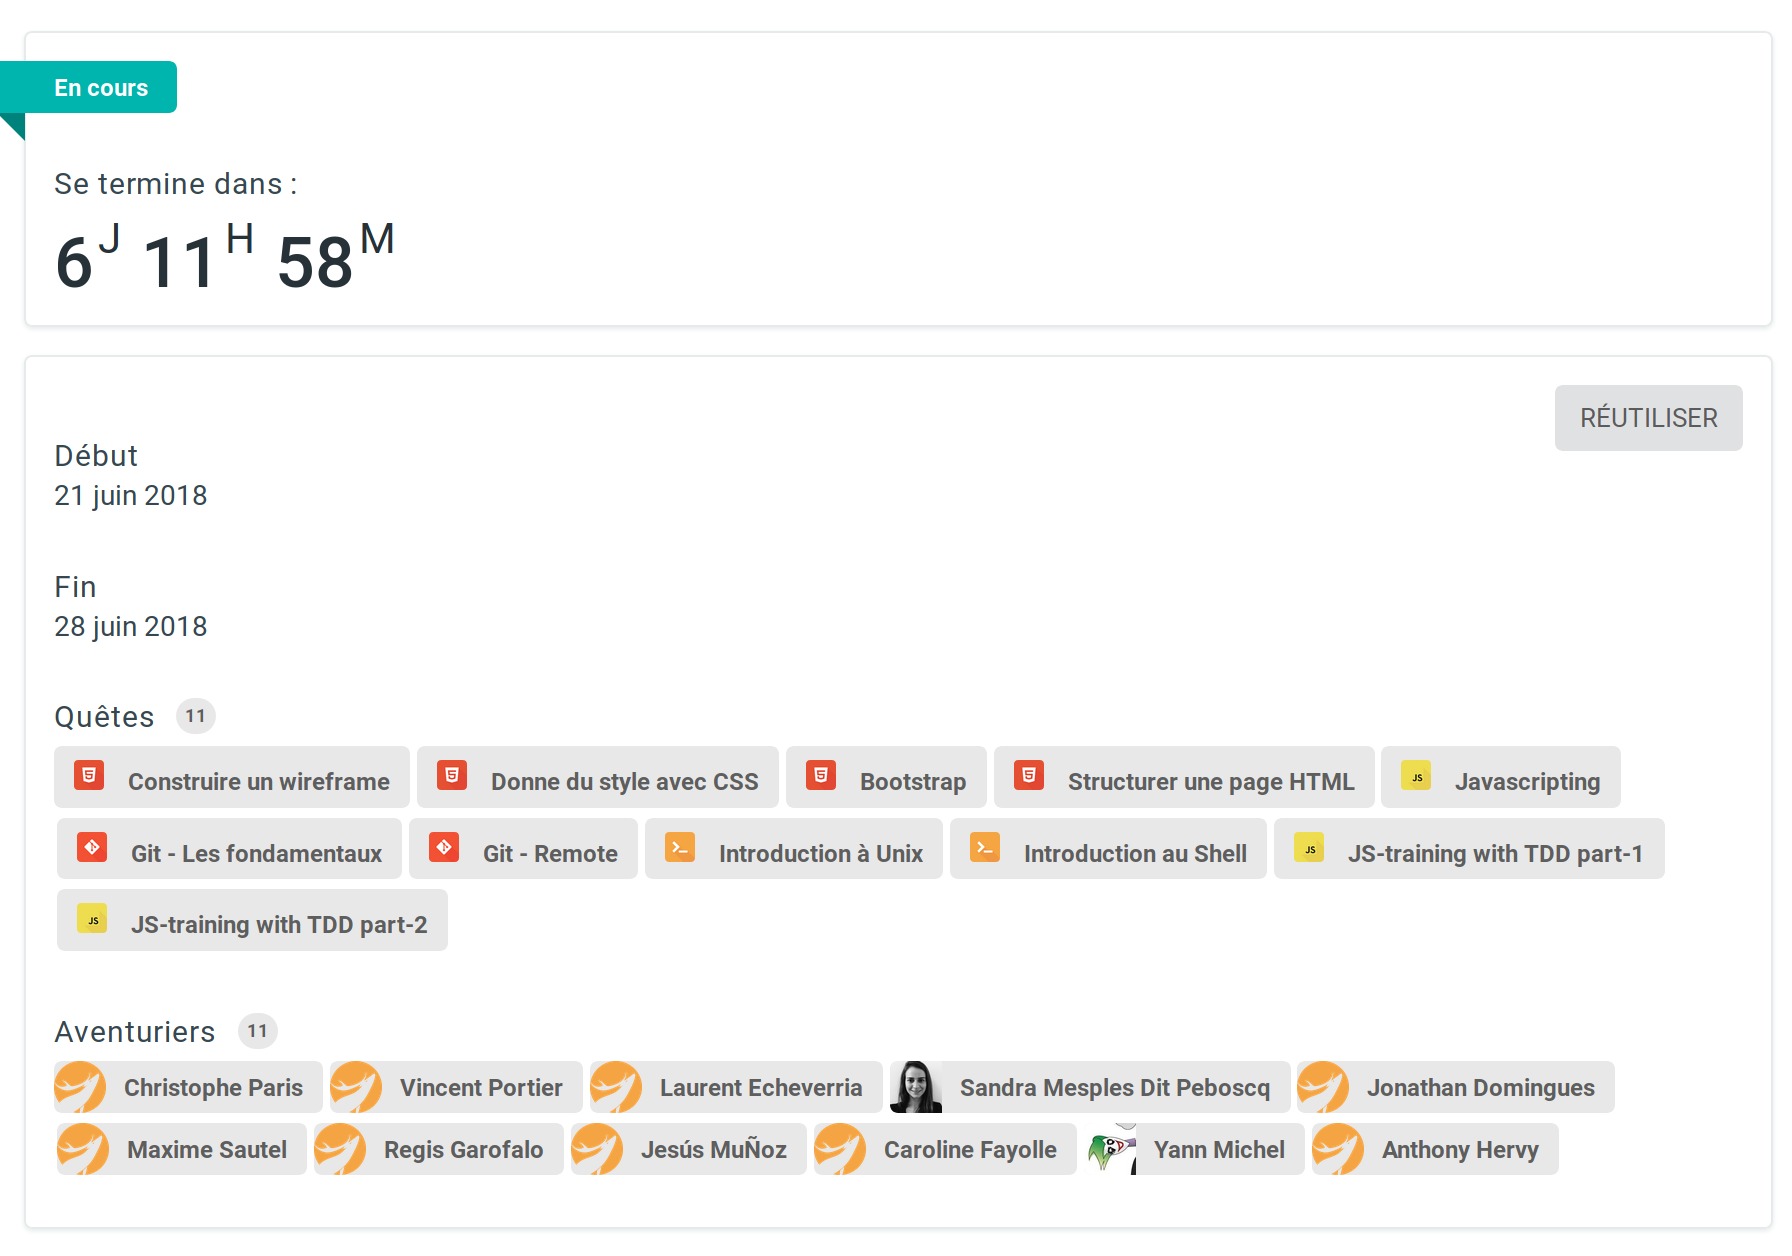 En cours
Se termine dans :
6J 11H 58M
RÉUTILISER
Début
21 juin 2018
Fin
28 juin 2018
Quêtes 11
Construire un wireframe Donne du style avec CSS Bootstrap Structurer une page HTML JS Javascripting
Git - Les fondamentaux Git - Remote Introduction à Unix Introduction au Shell JS JS-training with TDD part-1
JS JS-training with TDD part-2
Aventuriers 11
Christophe Paris Vincent Portier Laurent Echeverria Sandra Mesples Dit Peboscq Jonathan Domingues
Maxime Sautel Regis Garofalo Jesús MuÑoz Caroline Fayolle Yann Michel Anthony Hervy